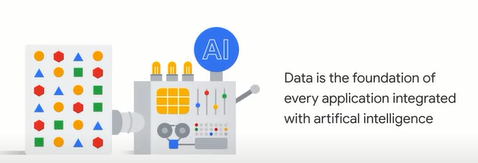 AI
Data is the foundation of
every application integrated
with artifical intelligence